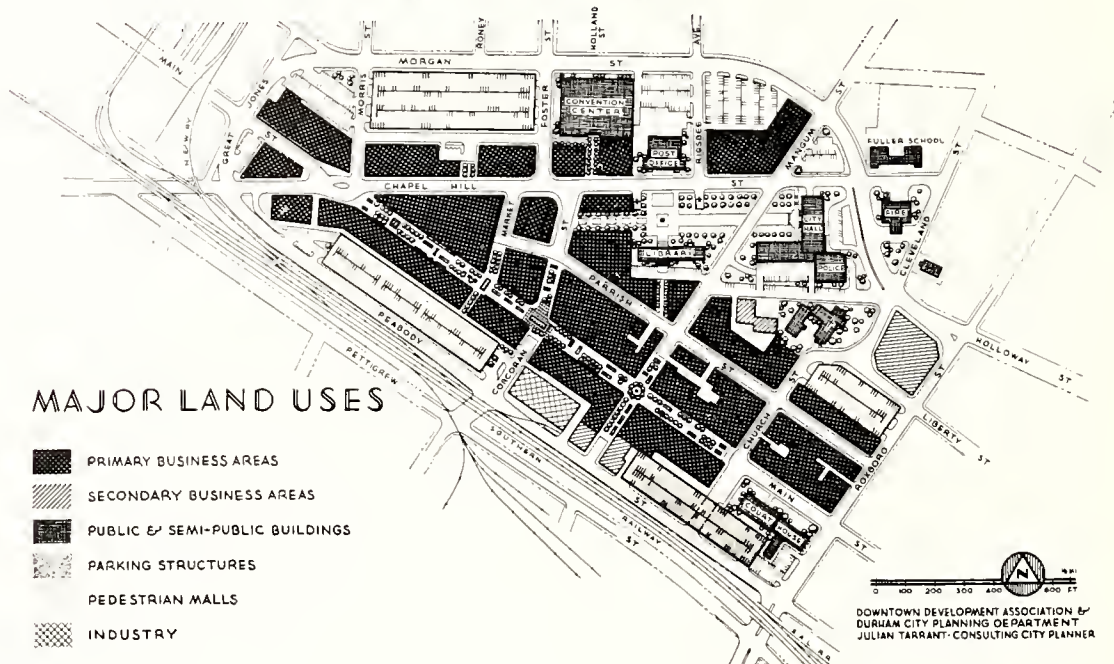 MAIN
MORGAN ST
ST
RONEY
ST
HOLLAND ST
AVE.
JONES
GREAT
ST
MORRIS
FOSTER
CONVENTION
CENTER
POST
OFFICE
RIGSBEE
MANGUM
ST
FULLER SCHOOL
ST
CHAPEL HILL ST
MARKET
ST
CITY
HALL
FIRE
CLEVELAND
LIBRARY
POLICE
PARRISH ST
PEABODY
PETTIGREW
CORCORAN
HOLLOWAY ST
ST
LIBERTY ST
CHURCH
ST
ROXBORO
MAIN ST
COURT
HOUSE
SOUTHERN RAILWAY
ST
ST
MAJOR LAND USES
PRIMARY BUSINESS AREAS
SECONDARY BUSINESS AREAS
PUBLIC & SEMI-PUBLIC BUILDINGS
PARKING STRUCTURES
PEDESTRIAN MALLS
INDUSTRY
N
0 100 200 300 400 600 FT
DOWNTOWN DEVELOPMENT ASSOCIATION &
DURHAM CITY PLANNING DEPARTMENT
JULIAN TARRANT · CONSULTING CITY PLANNER